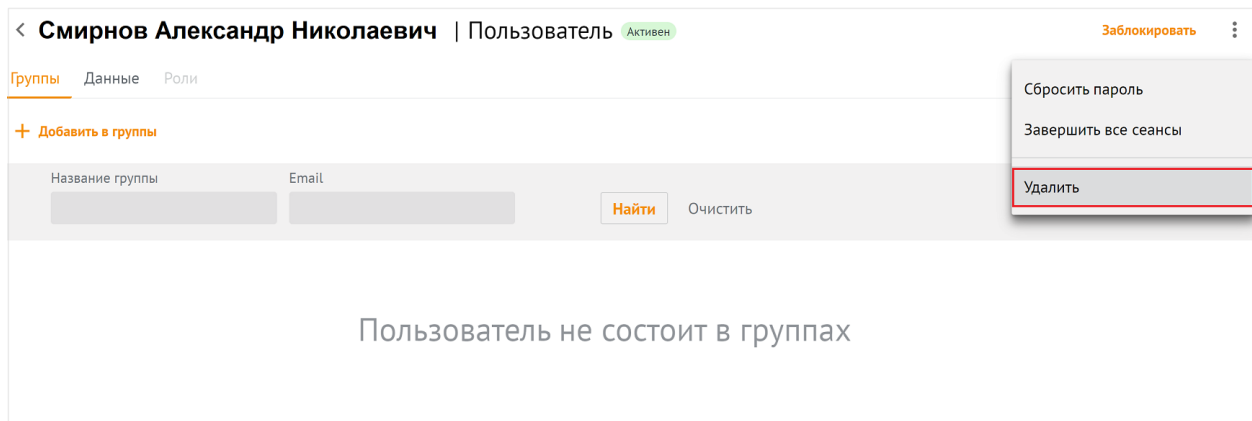 Смирнов Александр Николаевич | Пользователь Активен
Заблокировать
Группы Данные Роли
Сбросить пароль
Завершить все сеансы
Удалить
+ Добавить в группы
Название группы Email
Найти Очистить
Пользователь не состоит в группах